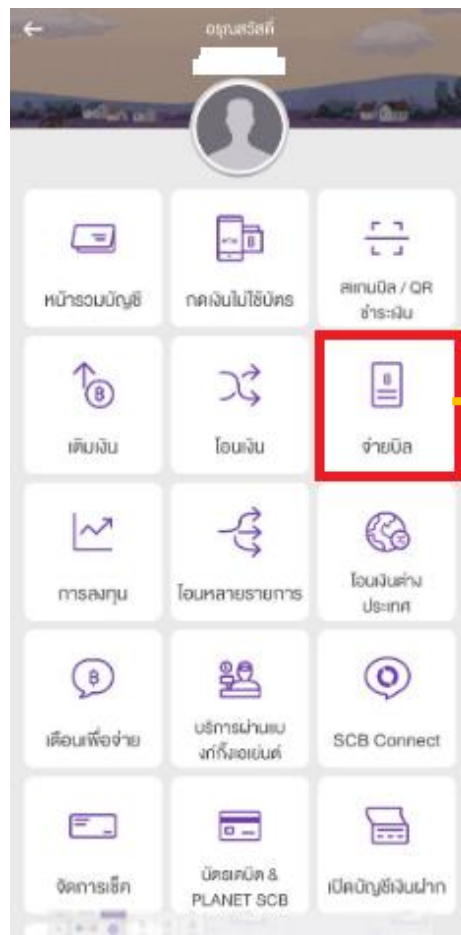 อรุณสวัสดิ์
หน้ารวมบัญชี
กดเงินไม่ใช้บัตร
สแกนบิล / QR
ชำระเงิน
เติมเงิน
โอนเงิน
จ่ายบิล
การลงทุน
โอนหลายรายการ
โอนเงินต่าง
ประเทศ
เตือนเพื่อจ่าย
บริการผ่านแบ
งก์กิ้งเอเย่นต์
SCB Connect
จัดการเช็ค
บัตรเครดิต &
PLANET SCB
เปิดบัญชีเงินฝาก